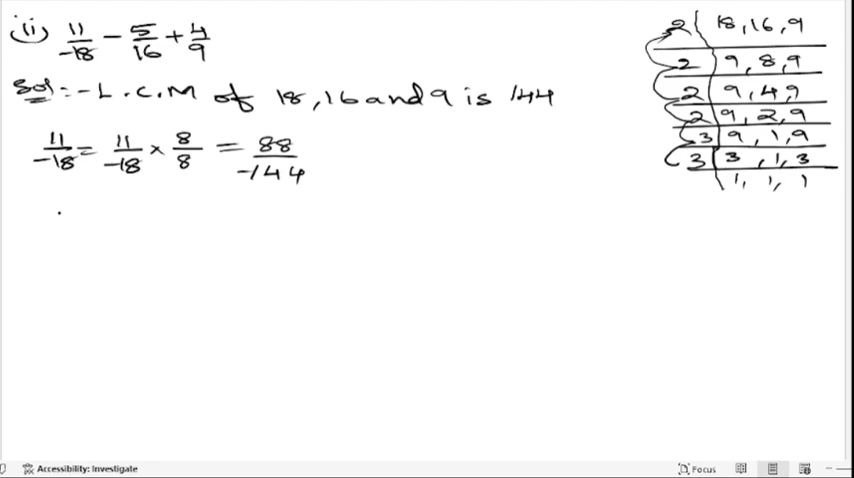 (ii) 11/-18 - 5/16 + 4/9
Sol:- L.C.M of 18,16 and 9 is 144
11/-18 = 11/-18 × 8/8 = 88/-144
2 | 18,16,9
2 | 9,8,9
2 | 9,4,9
2 | 9,2,9
3 | 9,1,9
3 | 3,1,3
| 1,1,1
Accessibility: Investigate
Focus